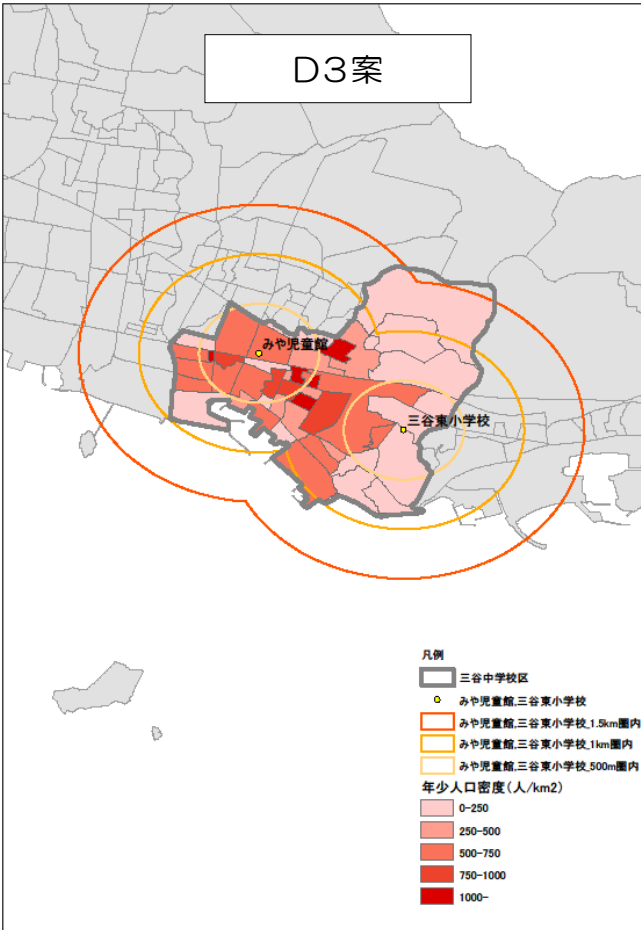 D3案
みや児童館
三谷東小学校
凡例
三谷中学校区
みや児童館,三谷東小学校
みや児童館,三谷東小学校_1.5km圏内
みや児童館,三谷東小学校_1km圏内
みや児童館,三谷東小学校_500m圏内
年少人口密度(人/km2)
0-250
250-500
500-750
750-1000
1000-